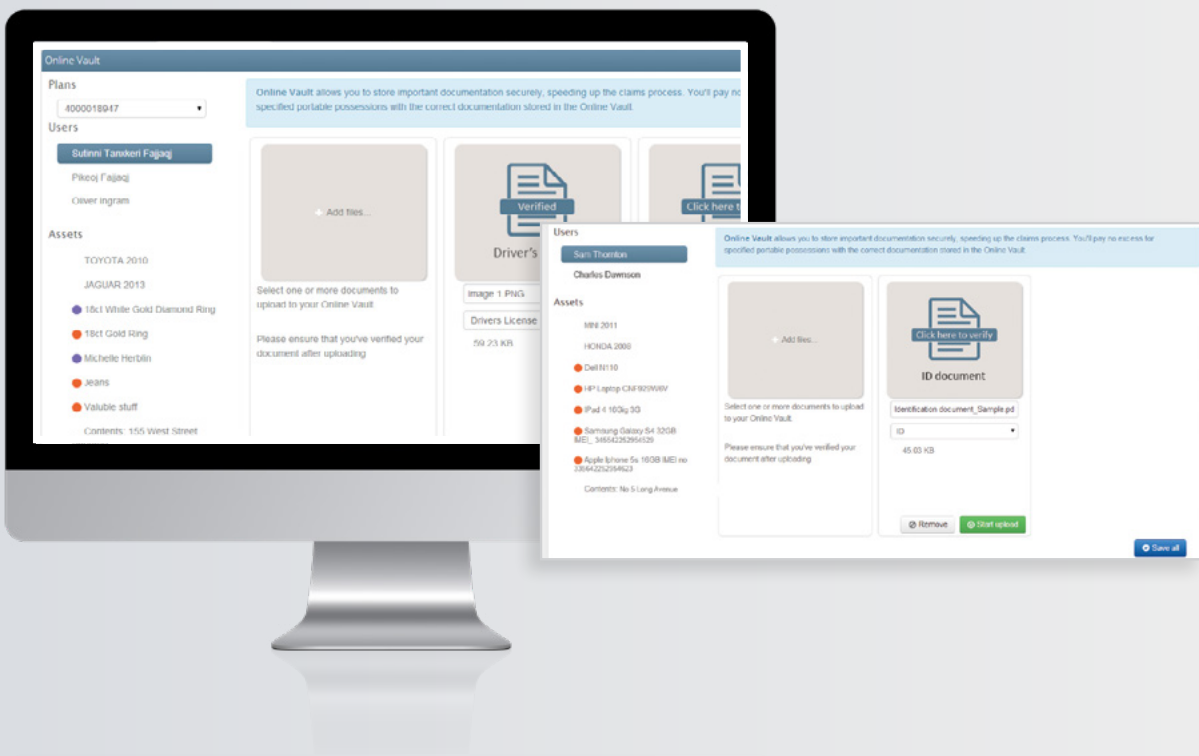 Online Vault
Plans
4000018947
Users
Sutinni Tanxkeri Fajjaqj
Pikeoj Fajjaqj
Oliver Ingram
Assets
TOYOTA 2010
JAGUAR 2013
18ct White Gold Diamond Ring
18ct Gold Ring
Michelle Herblin
Jeans
Valuble stuff
Contents: 155 West Street
Online Vault allows you to store important documentation securely, speeding up the claims process. You'll pay no
specified portable possessions with the correct documentation stored in the Online Vault.
Add files...
Select one or more documents to
upload to your Online Vault
Please ensure that you've verified your
document after uploading
Verified
Driver's
Image 1.PNG
Drivers License
59.23 KB
Click here t
Users
Sam Thornton
Charles Dawnson
Assets
MINI 2011
HONDA 2008
Dell N110
HP Laptop
iPad 4 16Gig 3G
Samsung Galaxy S4 32GB
IMEI_
Apple Iphone 5s 16GB IMEI no
Contents: No 5 Long Avenue
Online Vault allows you to store important documentation securely, speeding up the claims process. You'll pay no excess for
specified portable possessions with the correct documentation stored in the Online Vault.
Add files...
Select one or more documents to upload
to your Online Vault.
Please ensure that you've verified your
document after uploading
Click here to verify
ID document
Identification document_Sample.pd
ID
45.03 KB
Remove
Start upload
Save all